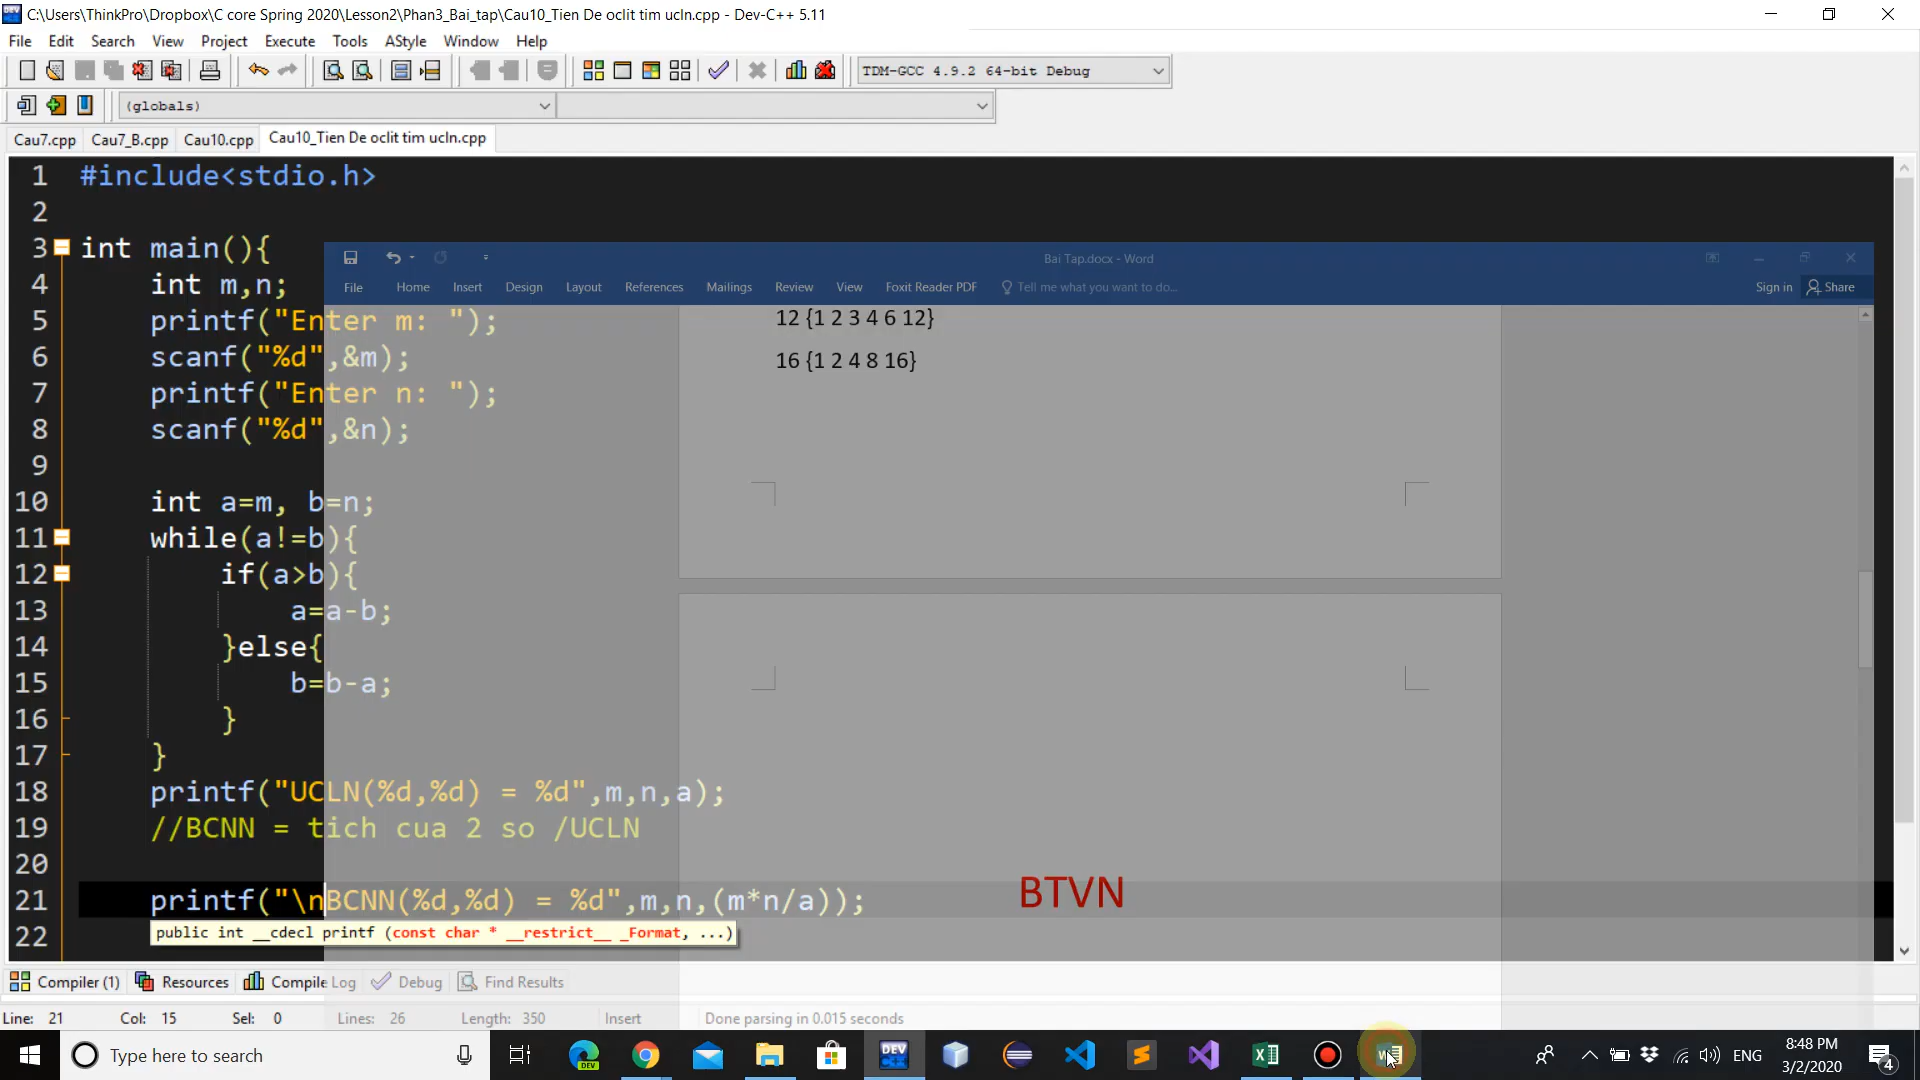 C:\Users\ThinkPro\Dropbox\C core Spring 2020\Lesson2\Phan3_Bai_tap\Cau10_Tien De oclit tim ucln.cpp - Dev-C++ 5.11
File Edit Search View Project Execute Tools AStyle Window Help
TDM-GCC 4.9.2 64-bit Debug
(globals)
Cau7.cpp Cau7_B.cpp Cau10.cpp Cau10_Tien De oclit tim ucln.cpp
1 #include<stdio.h>
2
3 int main(){
4 int m,n;
5 printf("Enter m: ");
6 scanf("%d",&m);
7 printf("Enter n: ");
8 scanf("%d",&n);
9
10 int a=m, b=n;
11 while(a!=b){
12 if(a>b){
13 a=a-b;
14 }else{
15 b=b-a;
16 }
17 }
18 printf("UCLN(%d,%d) = %d",m,n,a);
19 //BCNN = tich cua 2 so /UCLN
20
21 printf("\nBCNN(%d,%d) = %d",m,n,(m*n/a));
22
public int __cdecl printf (const char * __restrict__ _Format, ...)
Bai Tap.docx - Word
File Home Insert Design Layout References Mailings Review View Foxit Reader PDF Tell me what you want to do... Sign in Share
12 {1 2 3 4 6 12}
16 {1 2 4 8 16}
BTVN
Compiler (1) Resources Compile Log Debug Find Results
Line: 21 Col: 15 Sel: 0 Lines: 26 Length: 350 Insert Done parsing in 0.015 seconds
Type here to search
DEV
DEV
ENG
8:48 PM
3/2/2020
4